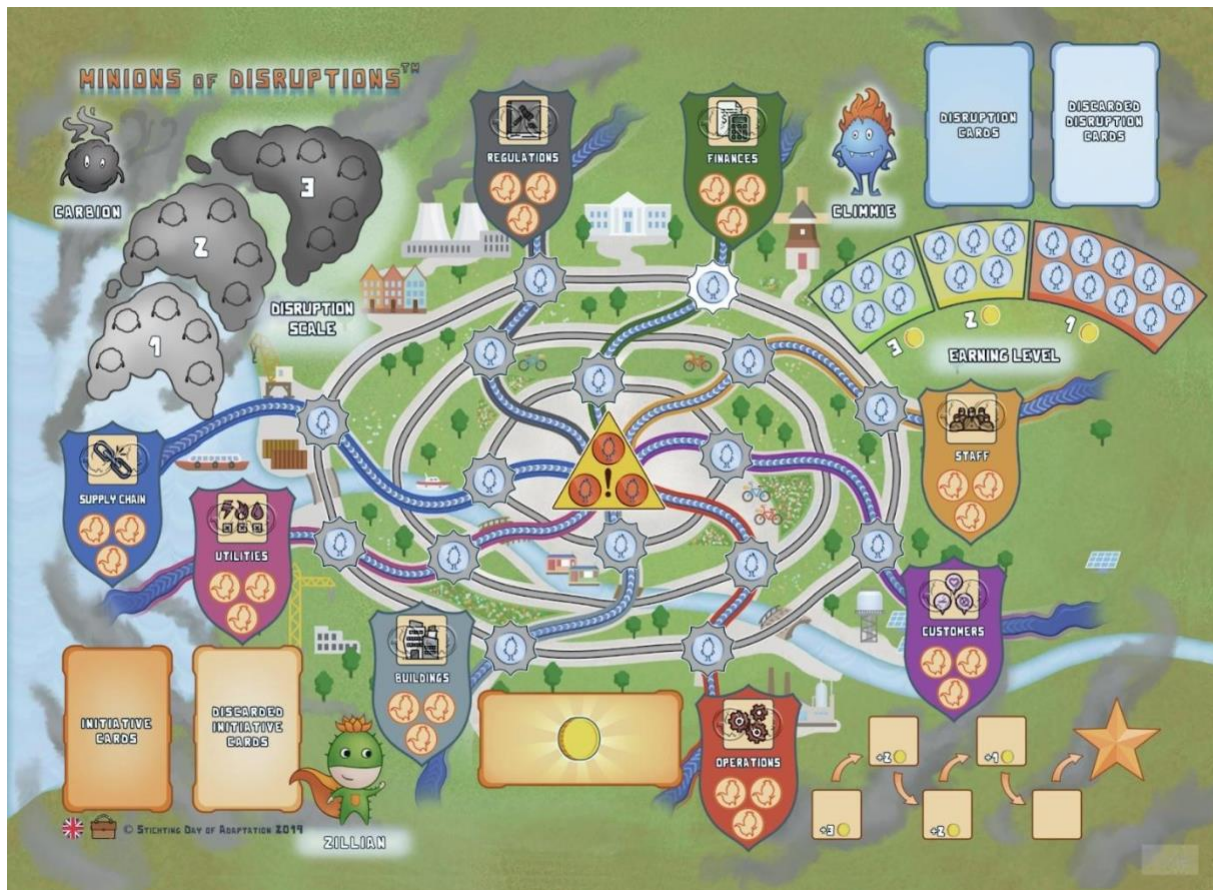 MINIONS OF DISRUPTIONS™
CARBION
3
2
1
DISRUPTION
SCALE
REGULATIONS
FINANCES
CLIMMIE
DISRUPTION
CARDS
DISCARDED
DISRUPTION
CARDS
3
2
1
EARNING LEVEL
SUPPLY CHAIN
UTILITIES
STAFF
!
CUSTOMERS
BUILDINGS
OPERATIONS
INITIATIVE
CARDS
DISCARDED
INITIATIVE
CARDS
ZILLIAN
+3
+2
+2
+1
© STICHTING DAY OF ADAPTATION 2019